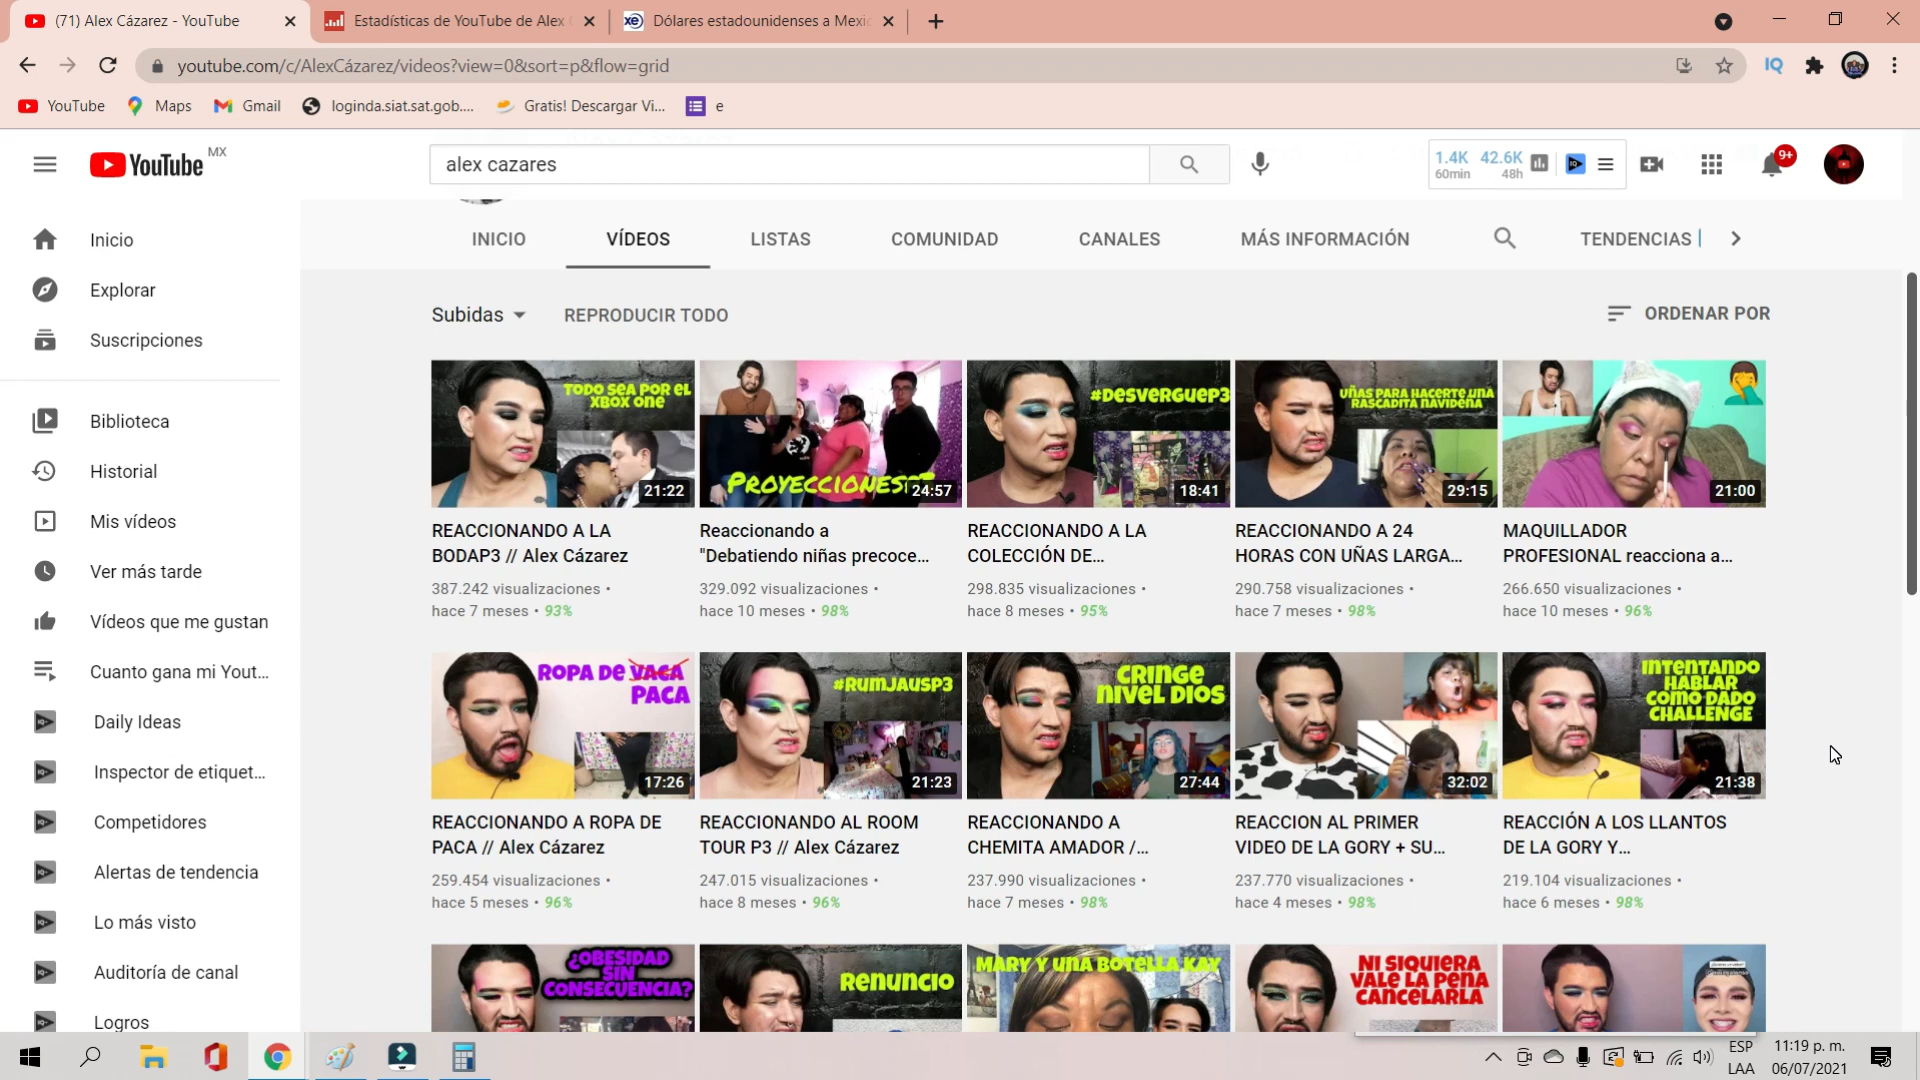 (71) Alex Cázarez - YouTube
Estadísticas de YouTube de Alex
Dólares estadounidenses a Mexic
youtube.com/c/AlexCázarez/videos?view=0&sort=p&flow=grid
YouTube
Maps
Gmail
loginda.siat.sat.gob....
Gratis! Descargar Vi...
e
YouTube MX
alex cazares
1.4K 42.6K
60min 48h
9+
INICIO
VÍDEOS
LISTAS
COMUNIDAD
CANALES
MÁS INFORMACIÓN
TENDENCIAS |
Inicio
Explorar
Suscripciones
Biblioteca
Historial
Mis vídeos
Ver más tarde
Vídeos que me gustan
Cuanto gana mi Yout...
Daily Ideas
Inspector de etiquet...
Competidores
Alertas de tendencia
Lo más visto
Auditoría de canal
Logros
Subidas
REPRODUCIR TODO
ORDENAR POR
TODO SEA POR EL
XBOX ONE
21:22
PROYECCIONES
24:57
#DESVERGUEP3
18:41
UÑAS PARA HACERTE UNA
RASCADITA NAVIDEÑA
29:15
21:00
REACCIONANDO A LA
BODAP3 // Alex Cázarez
387.242 visualizaciones •
hace 7 meses • 93%
Reaccionando a
"Debatiendo niñas precoce...
329.092 visualizaciones •
hace 10 meses • 98%
REACCIONANDO A LA
COLECCIÓN DE...
298.835 visualizaciones •
hace 8 meses • 95%
REACCIONANDO A 24
HORAS CON UÑAS LARGA...
290.758 visualizaciones •
hace 7 meses • 98%
MAQUILLADOR
PROFESIONAL reacciona a...
266.650 visualizaciones •
hace 10 meses • 96%
ROPA DE VACA
PACA
17:26
#RUMJAUSP3
21:23
CRINGE
NIVEL DIOS
27:44
32:02
INTENTANDO
HABLAR
COMO DADO
CHALLENGE
21:38
REACCIONANDO A ROPA DE
PACA // Alex Cázarez
259.454 visualizaciones •
hace 5 meses • 96%
REACCIONANDO AL ROOM
TOUR P3 // Alex Cázarez
247.015 visualizaciones •
hace 8 meses • 96%
REACCIONANDO A
CHEMITA AMADOR /...
237.990 visualizaciones •
hace 7 meses • 98%
REACCION AL PRIMER
VIDEO DE LA GORY + SU...
237.770 visualizaciones •
hace 4 meses • 98%
REACCIÓN A LOS LLANTOS
DE LA GORY Y...
219.104 visualizaciones •
hace 6 meses • 98%
¿OBESIDAD
SIN
CONSECUENCIA?
RENUNCIO
MARY Y UNA BOTELLA KAY
NI SIQUIERA
VALE LA PENA
CANCELARLA
ESP
LAA
11:19 p. m.
06/07/2021